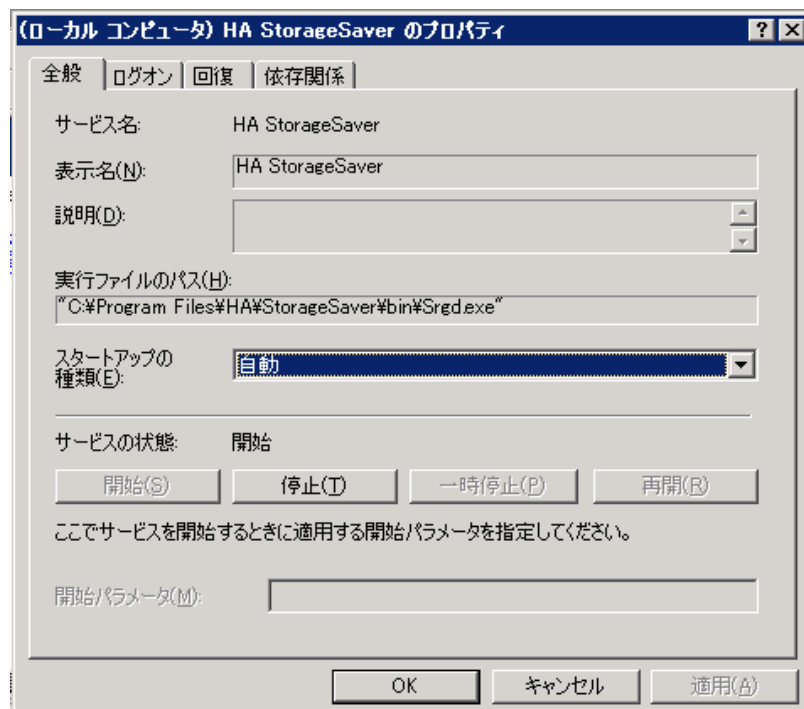 (ローカル コンピュータ) HA StorageSaver のプロパティ
全般 ログオン 回復 依存関係
サービス名: HA StorageSaver
表示名(N): HA StorageSaver
説明(D):
実行ファイルのパス(H):
"C:¥Program Files¥HA¥StorageSaver¥bin¥Srgd.exe"
スタートアップの
種類(E): 自動
サービスの状態: 開始
開始(S) 停止(T) 一時停止(P) 再開(R)
ここでサービスを開始するときに適用する開始パラメータを指定してください。
開始パラメータ(M):
OK キャンセル 適用(A)